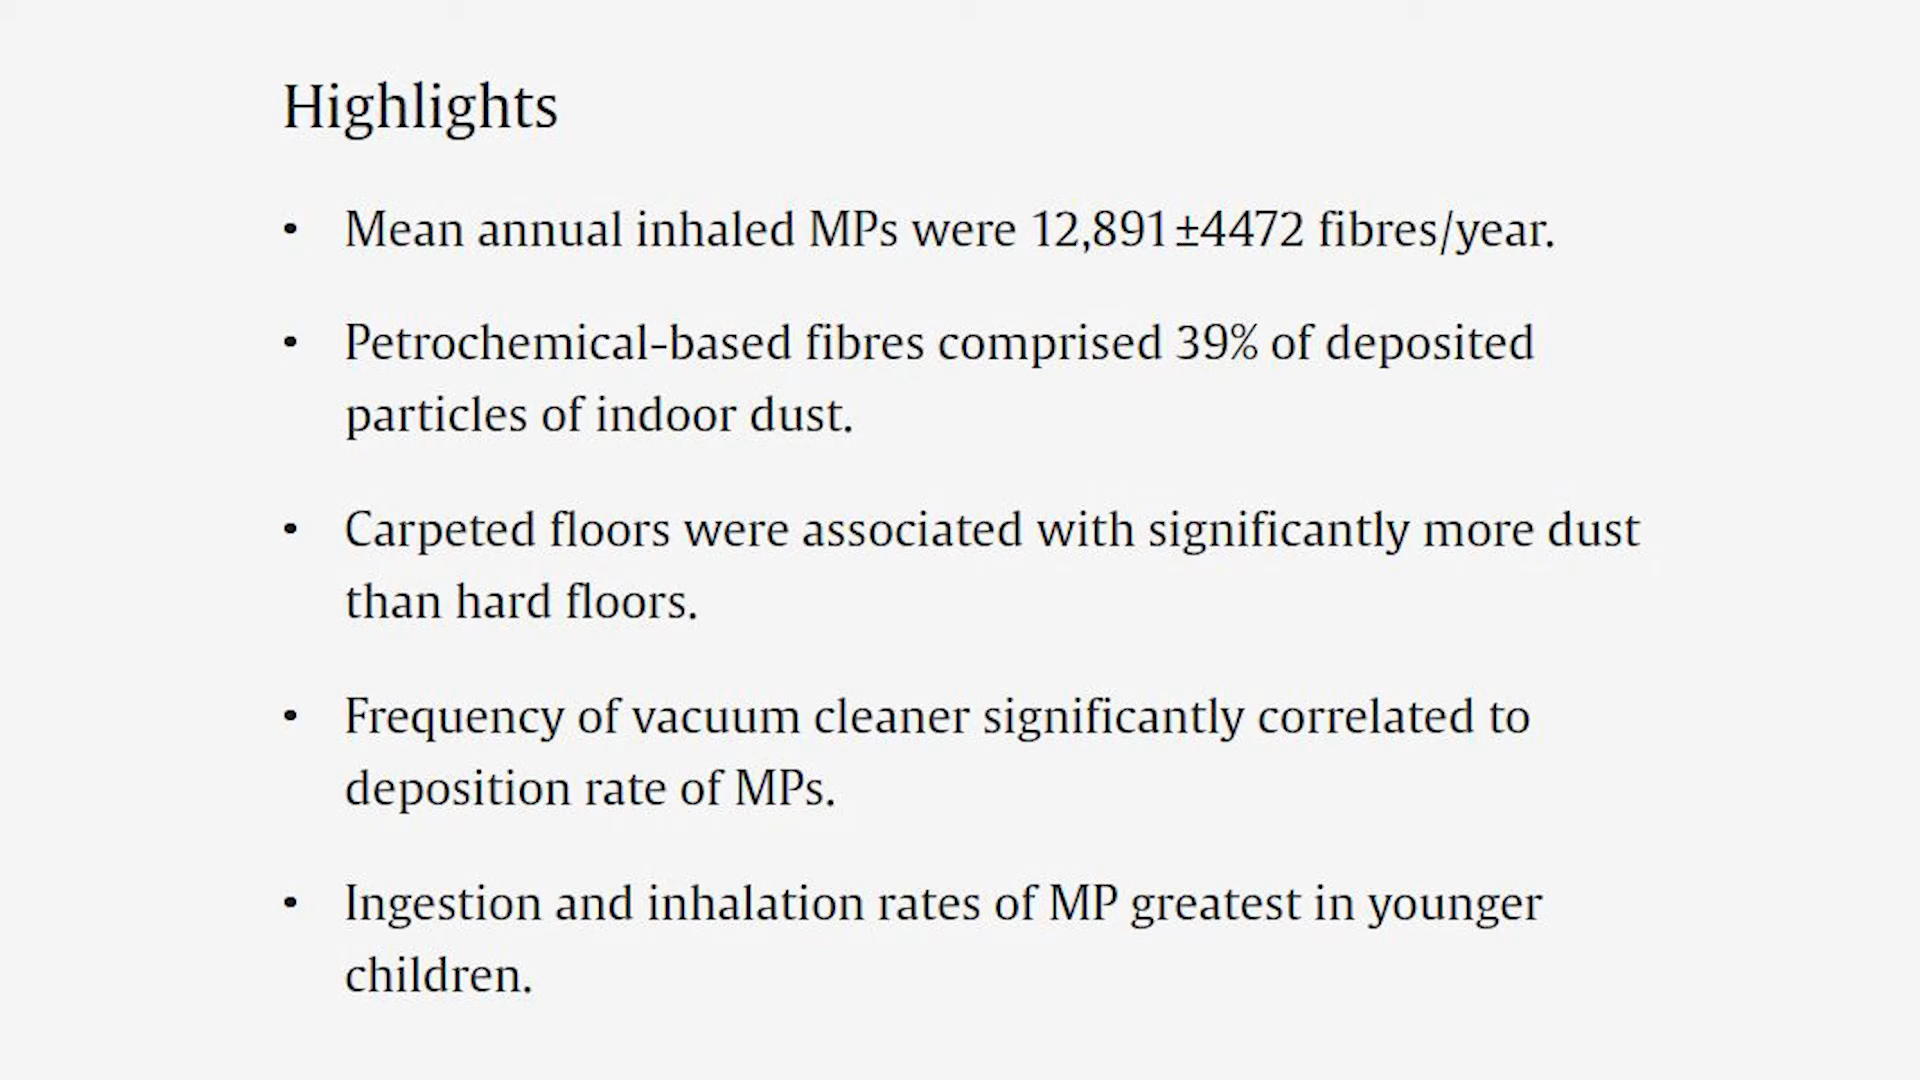 Highlights
• Mean annual inhaled MPs were 12,891±4472 fibres/year.
• Petrochemical-based fibres comprised 39% of deposited
particles of indoor dust.
• Carpeted floors were associated with significantly more dust
than hard floors.
• Frequency of vacuum cleaner significantly correlated to
deposition rate of MPs.
• Ingestion and inhalation rates of MP greatest in younger
children.